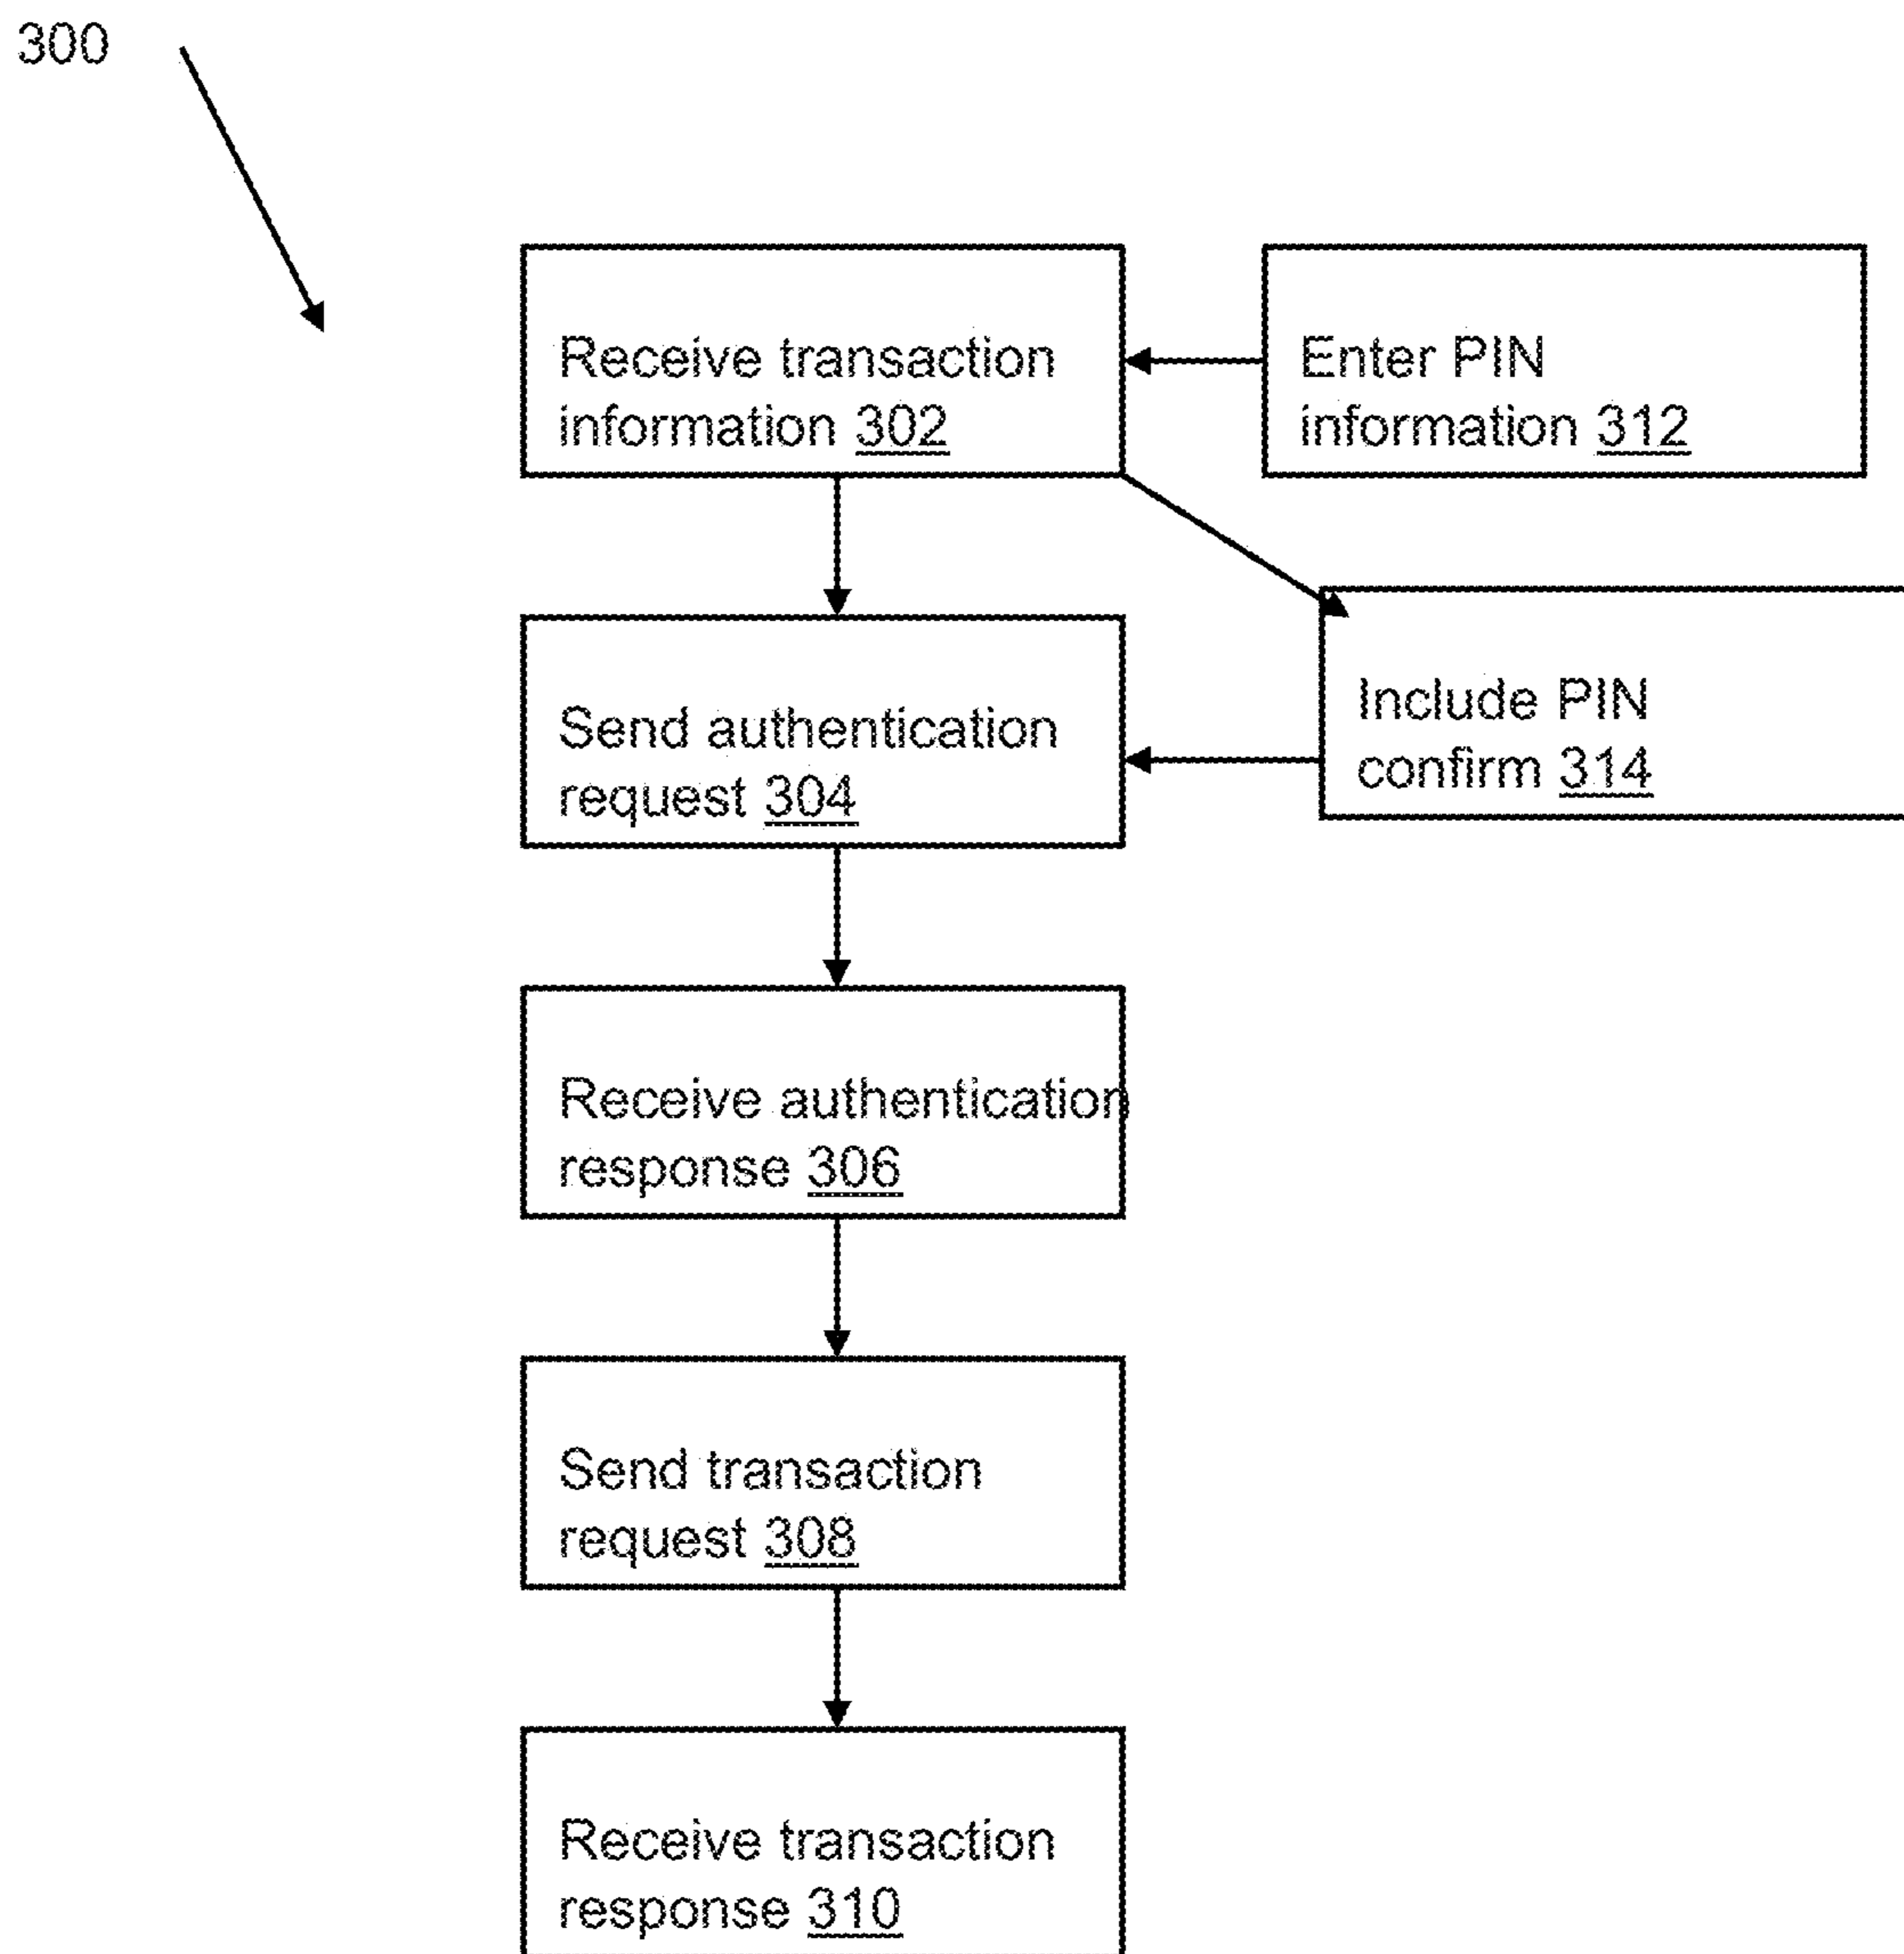 300
Receive transaction
information 302
Enter PIN
information 312
Send authentication
request 304
Include PIN
confirm 314
Receive authentication
response 306
Send transaction
request 308
Receive transaction
response 310